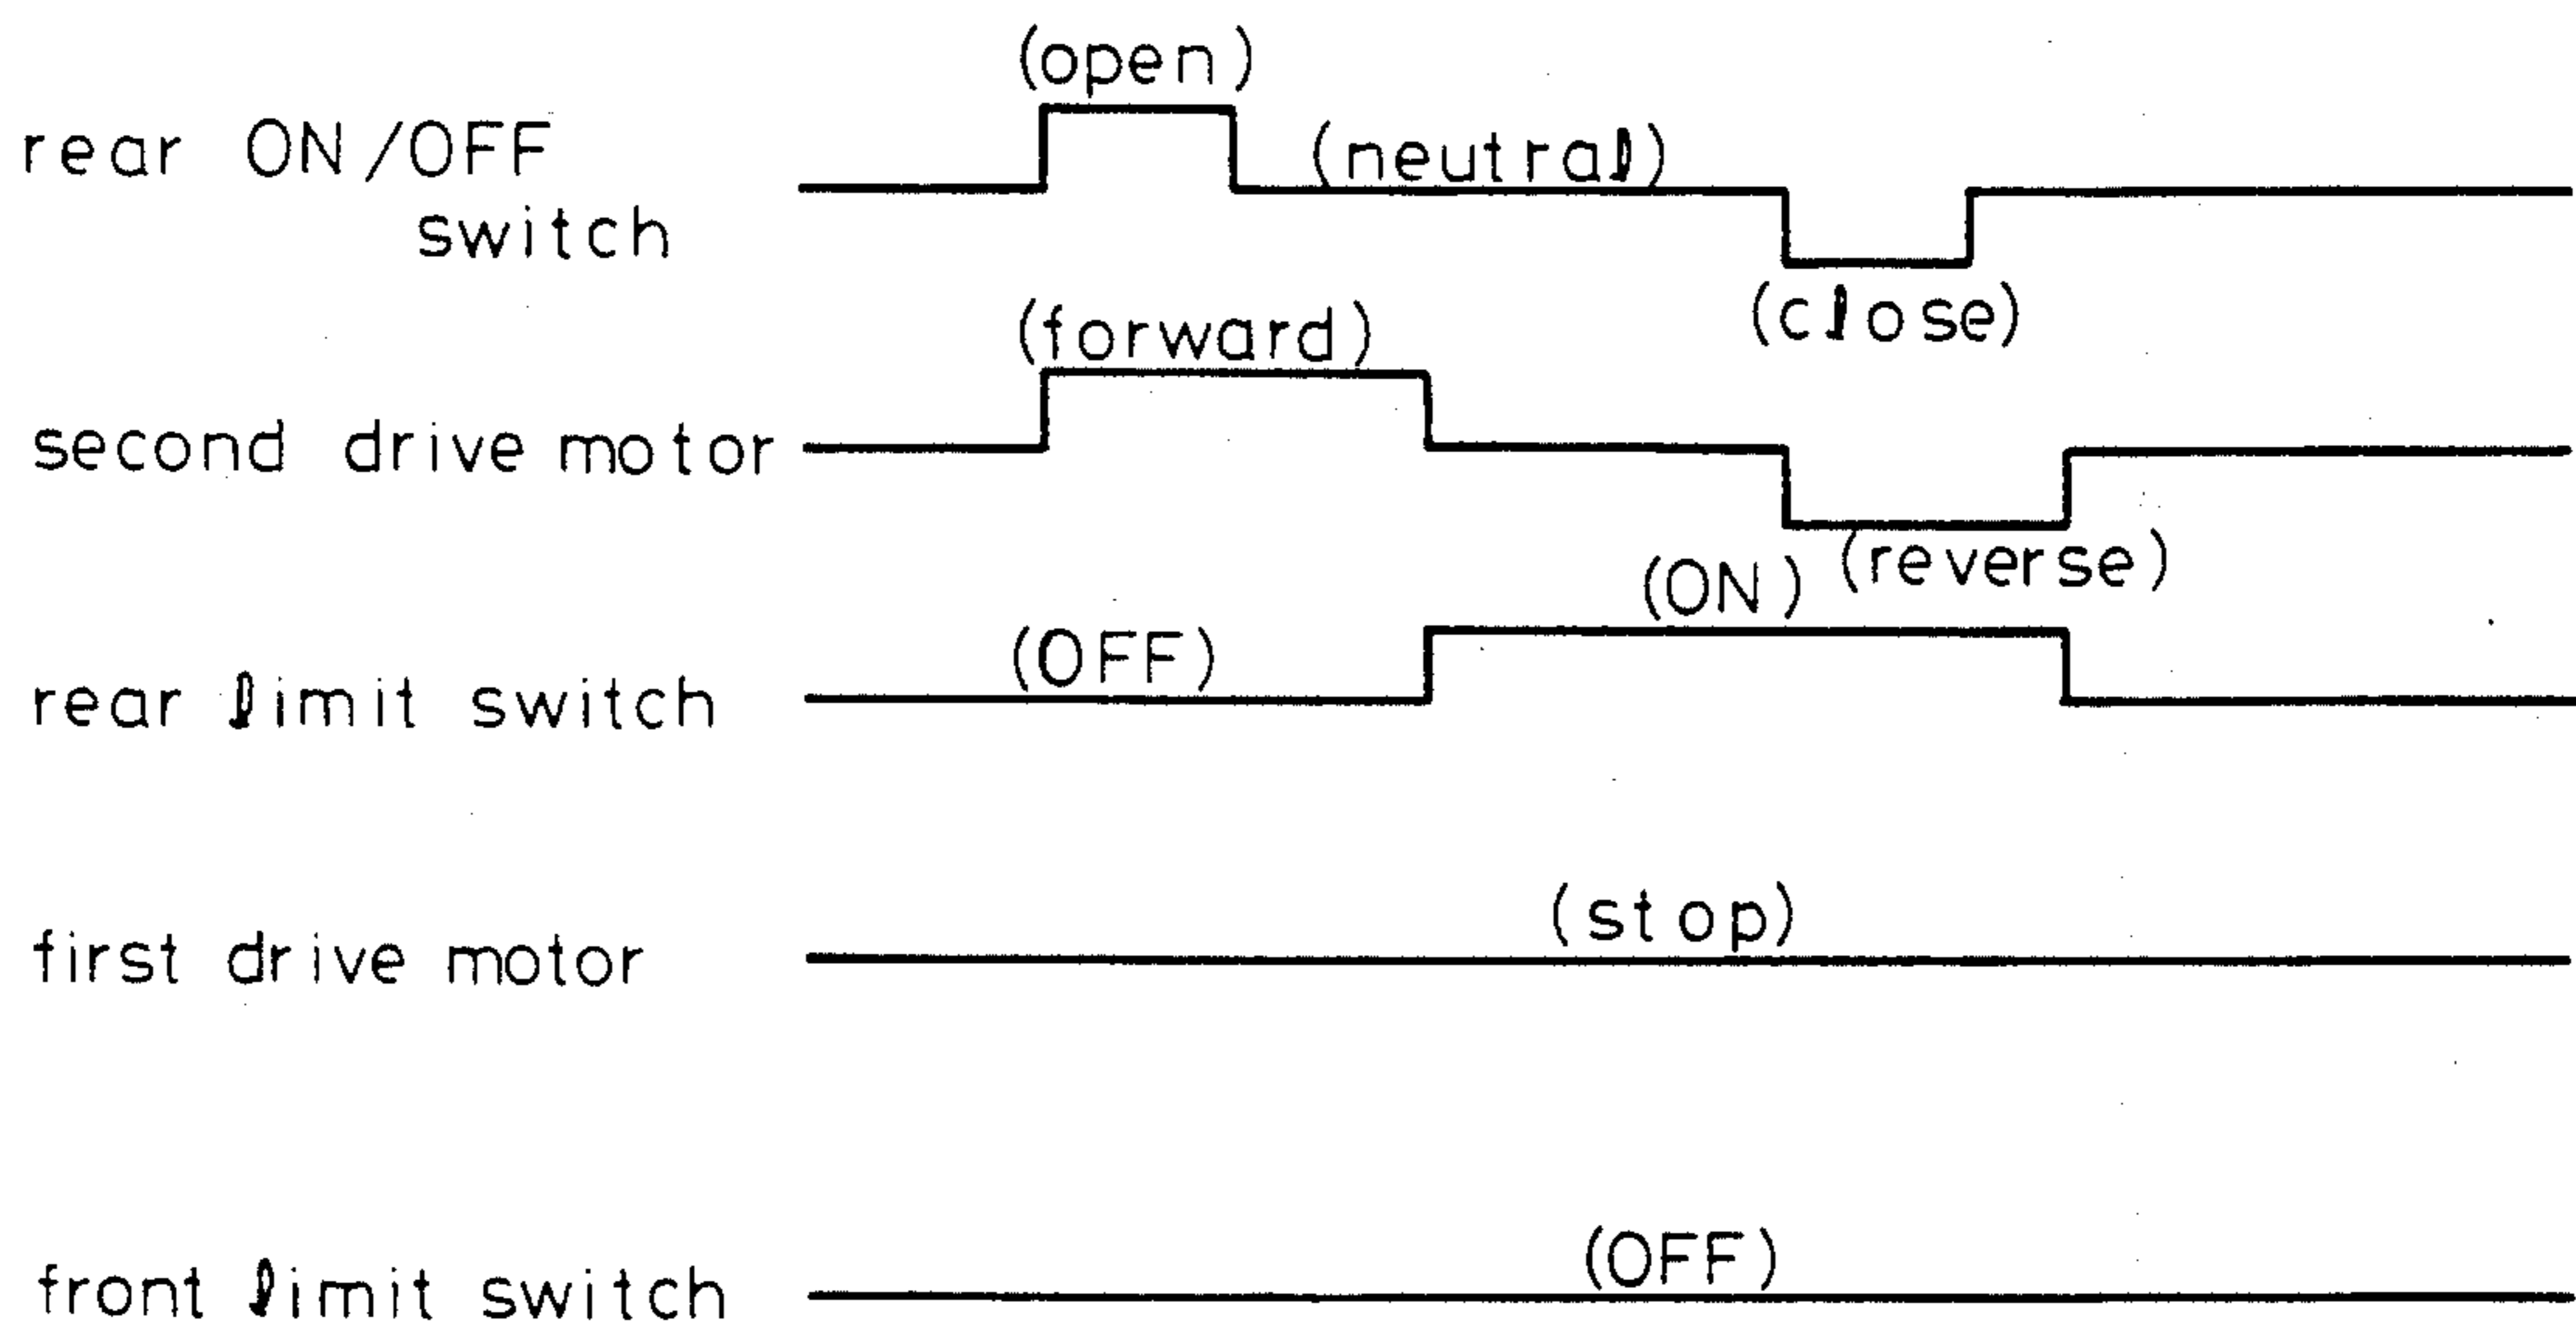 (open)
rear ON/OFF
switch
(neutral)
(close)
(forward)
second drive motor
(reverse)
(ON)
(OFF)
rear limit switch
(stop)
first drive motor
(OFF)
front limit switch